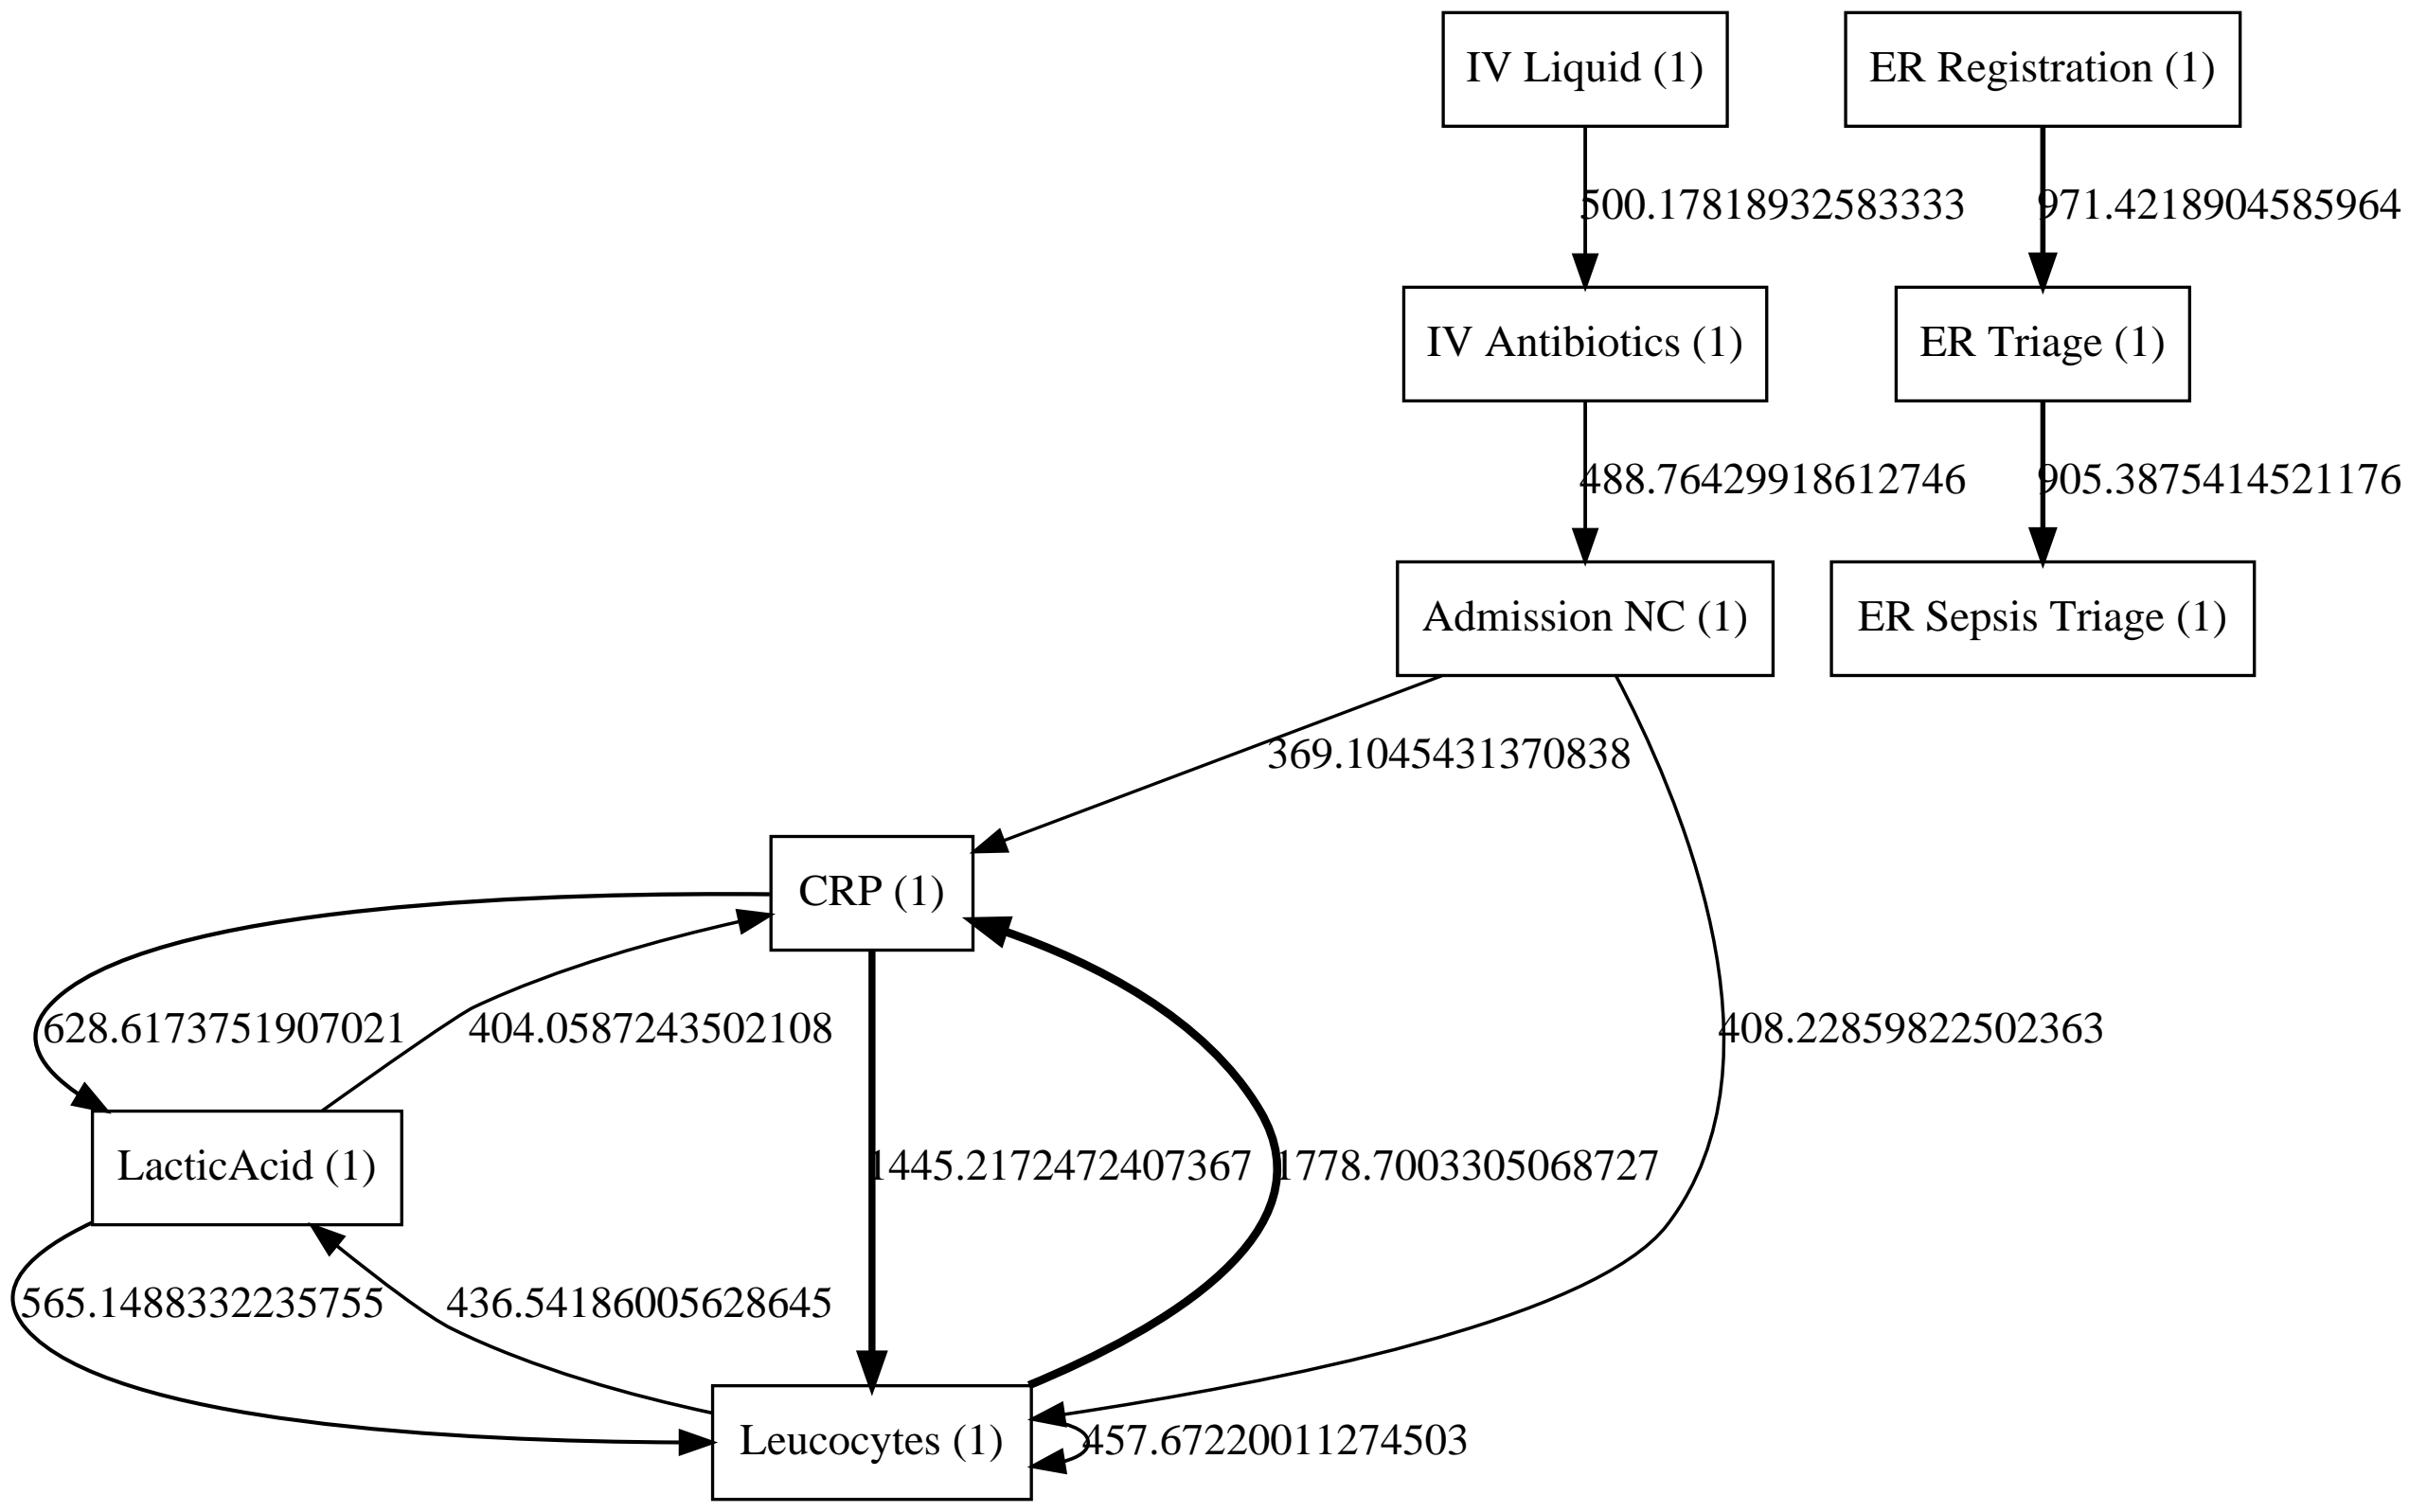 IV Liquid (1)
ER Registration (1)
500.17818932583333
971.4218904585964
IV Antibiotics (1)
ER Triage (1)
488.76429918612746
905.3875414521176
Admission NC (1)
ER Sepsis Triage (1)
369.1045431370838
CRP (1)
628.6173751907021
404.0587243502108
408.22859822502363
LacticAcid (1)
1445.2172472407367
1778.7003305068727
565.1488332235755
436.54186005628645
Leucocytes (1)
457.67220011274503